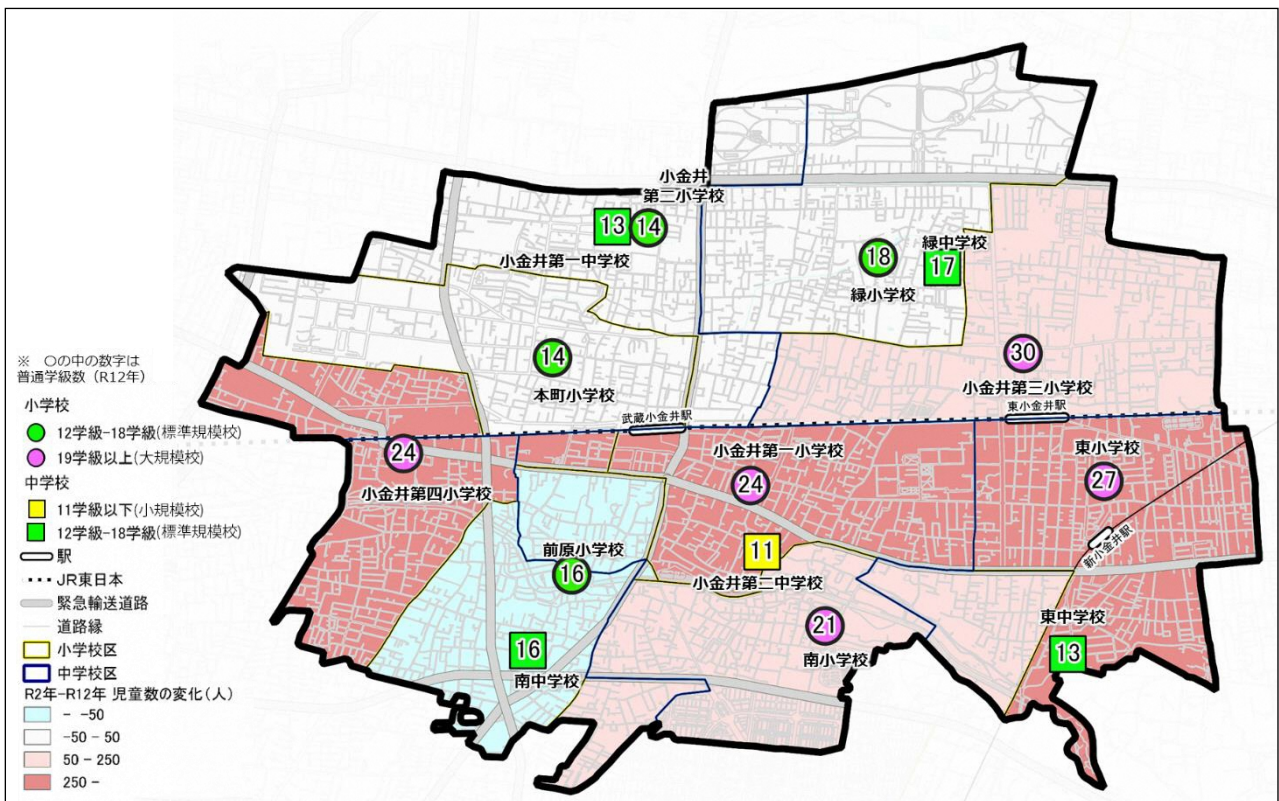 小金井
第二小学校
13
14
小金井第一中学校
18
緑小学校
緑中学校
17
14
本町小学校
30
小金井第三小学校
武蔵小金井駅
東小金井駅
24
小金井第四小学校
小金井第一小学校
24
東小学校
27
新小金井駅
前原小学校
16
11
小金井第二中学校
16
南中学校
21
南小学校
東中学校
13
※ 〇の中の数字は
普通学級数（R12年）
小学校
12学級-18学級(標準規模校)
19学級以上(大規模校)
中学校
11学級以下(小規模校)
12学級-18学級(標準規模校)
駅
JR東日本
緊急輸送道路
道路縁
小学校区
中学校区
R2年-R12年 児童数の変化(人)
- -50
-50 - 50
50 - 250
250 -